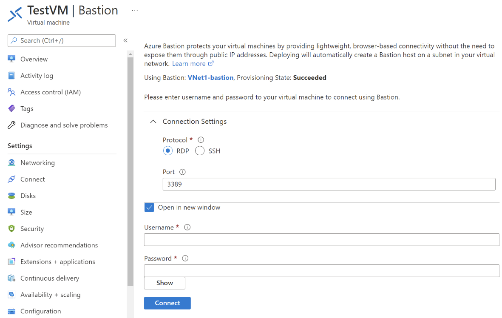 TestVM | Bastion ...
Virtual machine
Search (Ctrl+/)
«
Overview
Activity log
Access control (IAM)
Tags
Diagnose and solve problems
Settings
Networking
Connect
Disks
Size
Security
Advisor recommendations
Extensions + applications
Continuous delivery
Availability + scaling
Configuration
Azure Bastion protects your virtual machines by providing lightweight, browser-based connectivity without the need to
expose them through public IP addresses. Deploying will automatically create a Bastion host on a subnet in your virtual
network. Learn more
Using Bastion: VNet1-bastion, Provisioning State: Succeeded
Please enter username and password to your virtual machine to connect using Bastion.
Connection Settings
Protocol *
RDP SSH
Port
3389
Open in new window
Username *
Password *
Show
Connect